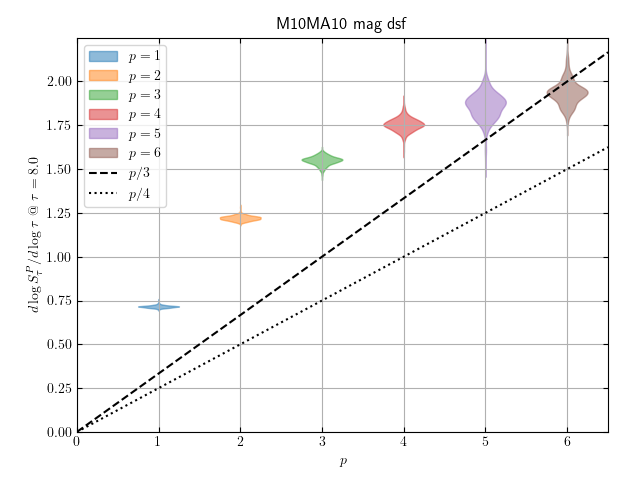 M10MA10 mag dsf
p = 1
p = 2
p = 3
p = 4
p = 5
p = 6
p/3
p/4
d log S_τ^P / d log τ @ τ = 8.0
2.00
1.75
1.50
1.25
1.00
0.75
0.50
0.25
0.00
0 1 2 3 4 5 6
p